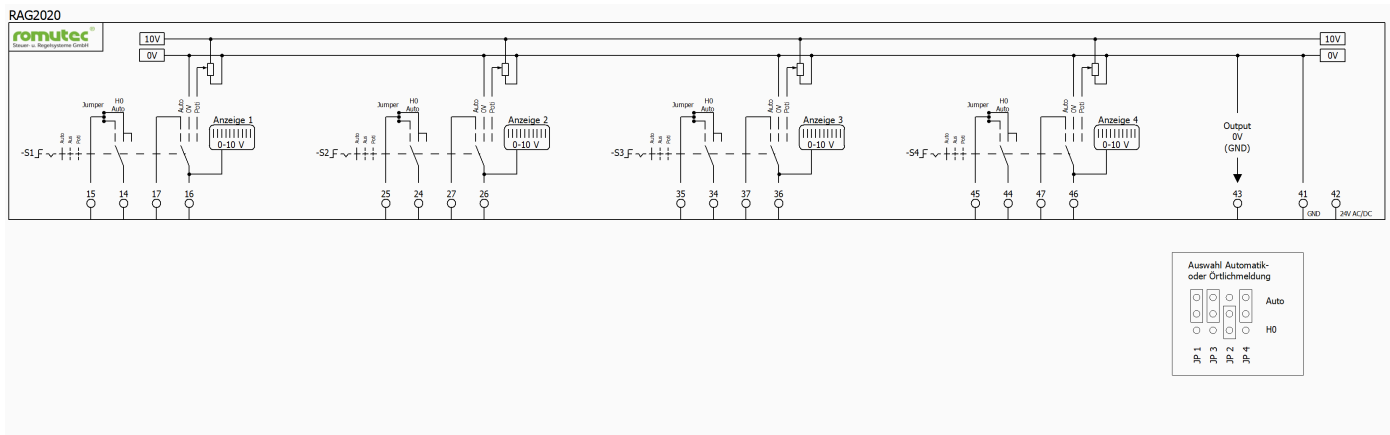 RAG2020
romutec®
Steuer- u. Regelsysteme GmbH
10V 10V
0V 0V
Jumper H0 Auto Auto 0V Poti Anzeige 1
Auto Aus Poti 0-10 V
-S1
15 14 17 16
Jumper H0 Auto Auto 0V Poti Anzeige 2
Auto Aus Poti 0-10 V
-S2
25 24 27 26
Jumper H0 Auto Auto 0V Poti Anzeige 3
Auto Aus Poti 0-10 V
-S3
35 34 37 36
Jumper H0 Auto Auto 0V Poti Anzeige 4
Auto Aus Poti 0-10 V
-S4
45 44 47 46
Output
0V
(GND)
43 41 42
GND 24V AC/DC
Auswahl Automatik-
oder Örtlichmeldung
Auto
H0
JP 1 JP 3 JP 2 JP 4